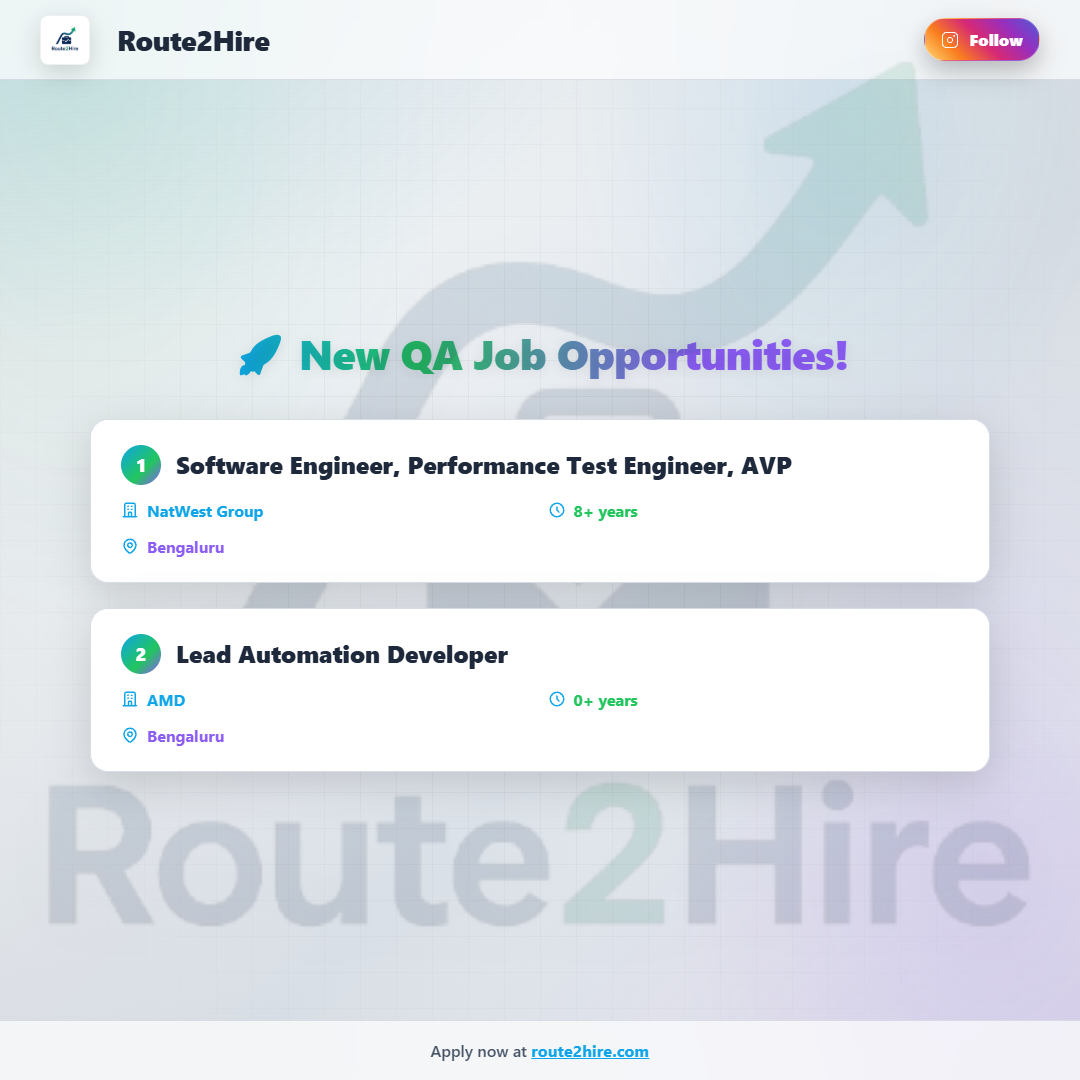 Route2Hire
Route2Hire
Follow
New QA Job Opportunities!
1
Software Engineer, Performance Test Engineer, AVP
NatWest Group
8+ years
Bengaluru
2
Lead Automation Developer
AMD
0+ years
Bengaluru
Route2Hire
Apply now at route2hire.com